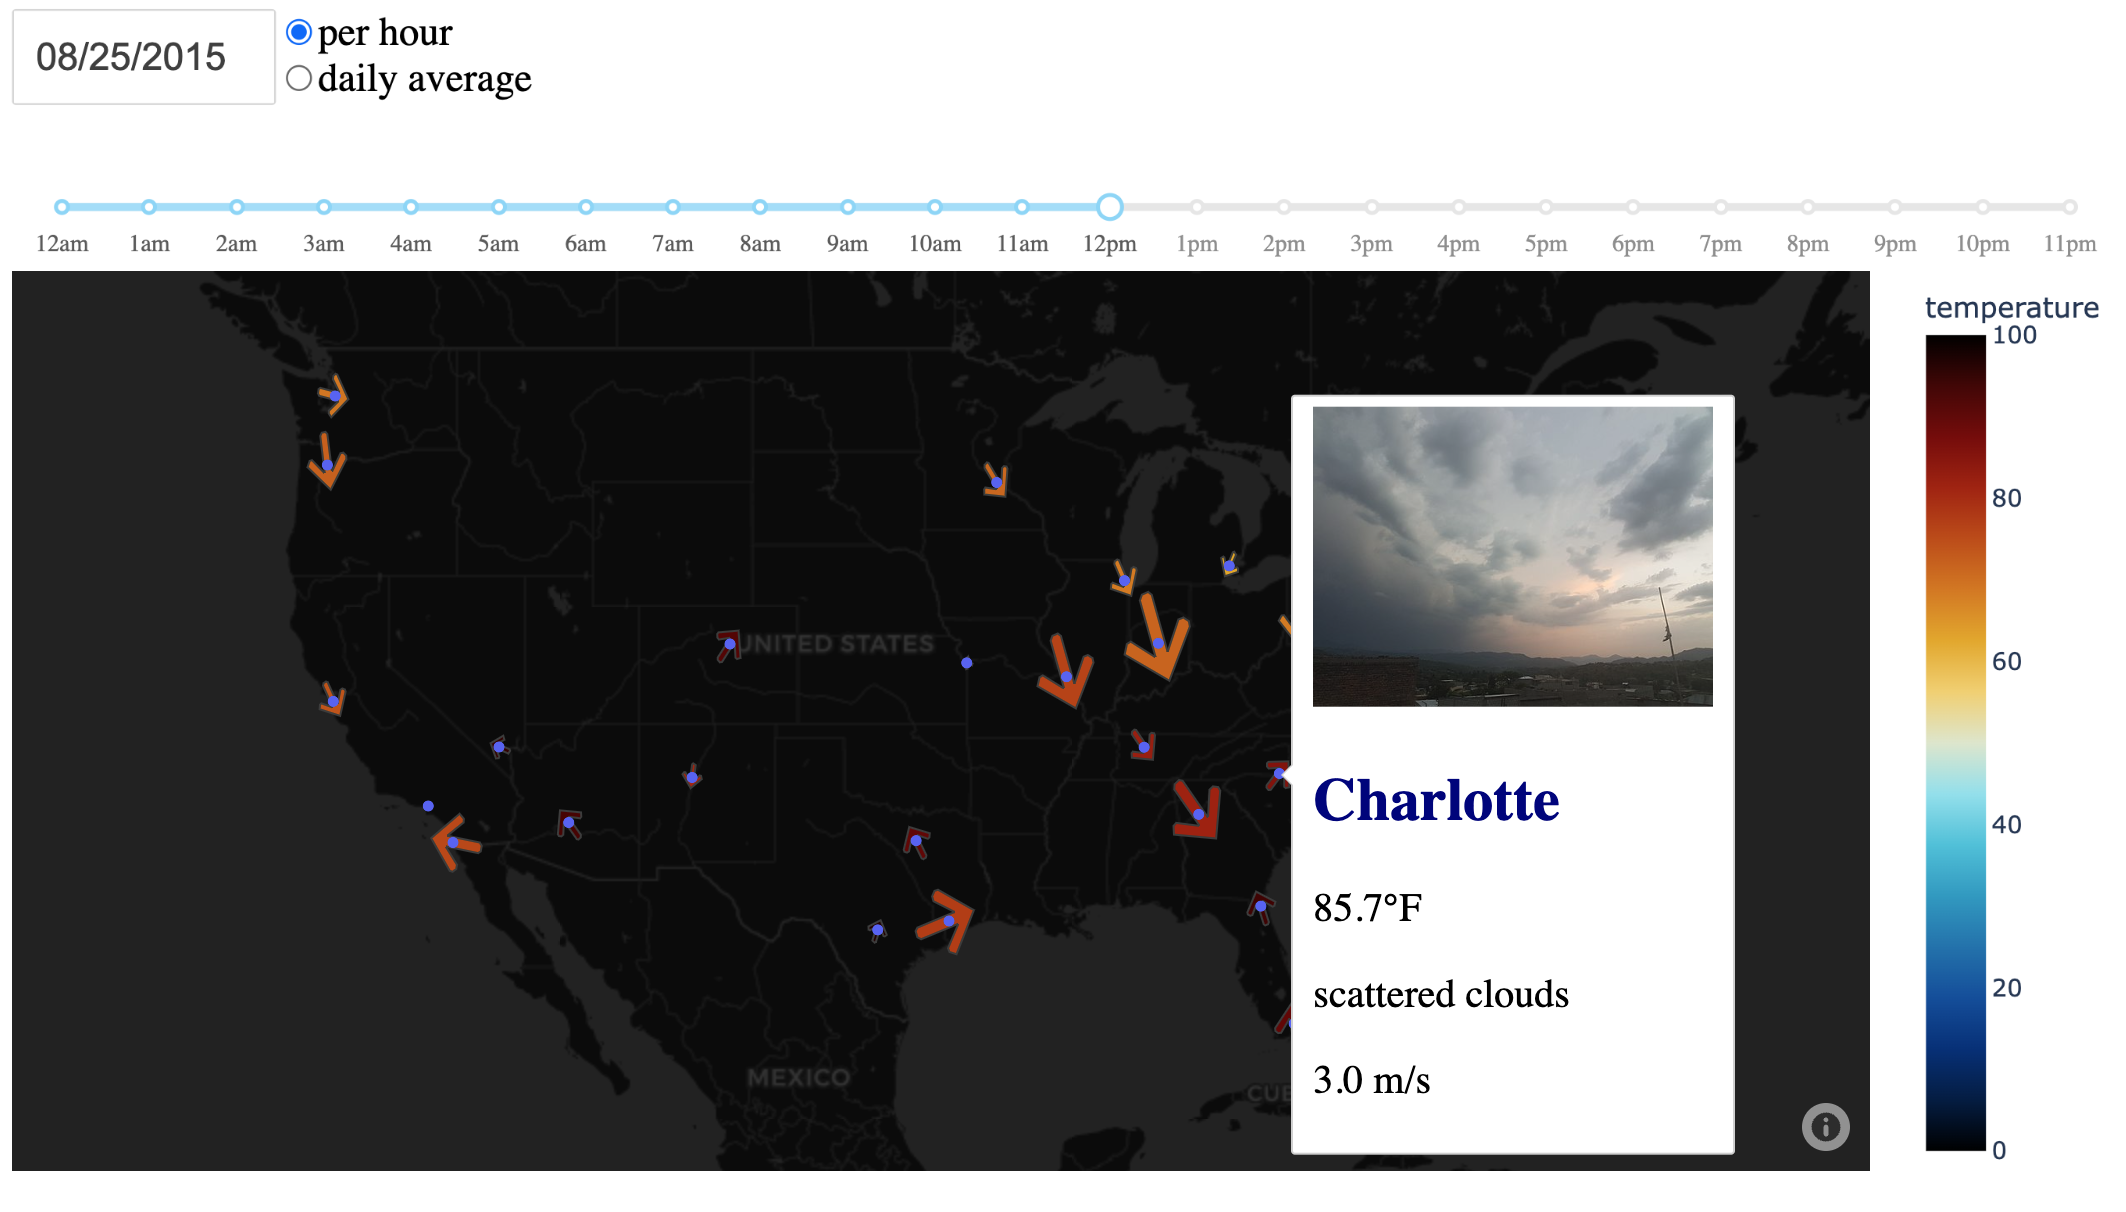 08/25/2015
per hour
daily average
12am 1am 2am 3am 4am 5am 6am 7am 8am 9am 10am 11am 12pm 1pm 2pm 3pm 4pm 5pm 6pm 7pm 8pm 9pm 10pm 11pm
temperature
100
80
60
40
20
0
UNITED STATES
MEXICO
CUB
Charlotte
85.7°F
scattered clouds
3.0 m/s